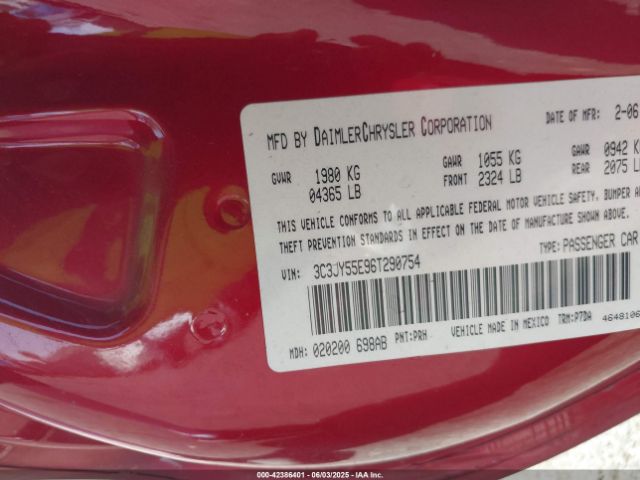 MFD BY DAIMLERCHRYSLER CORPORATION DATE OF MFR: 2-06
GVWR 1980 KG 04365 LB GAWR FRONT 1055 KG 2324 LB GAWR REAR 0942 K 2075 L
THIS VEHICLE CONFORMS TO ALL APPLICABLE FEDERAL MOTOR VEHICLE SAFETY, BUMPER A
THEFT PREVENTION STANDARDS IN EFFECT ON THE DATE OF MANUFACTURE SHOWN ABOVE.
VIN: 3C3JY55E96T290754 TYPE: PASSENGER CAR
MDH: 020200 698AB PNT: PRH VEHICLE MADE IN MEXICO TRM: P7DA 4648106
000-42386401 - 06/03/2025 - IAA Inc.